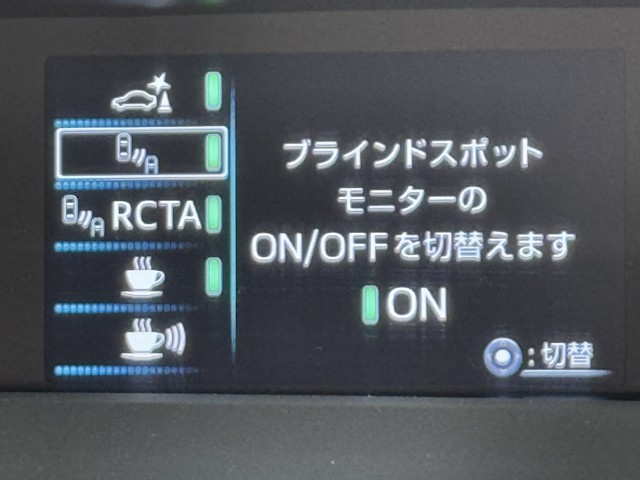 RCTA
ブラインドスポット
モニターの
ON/OFFを切替えます
ON
:切替